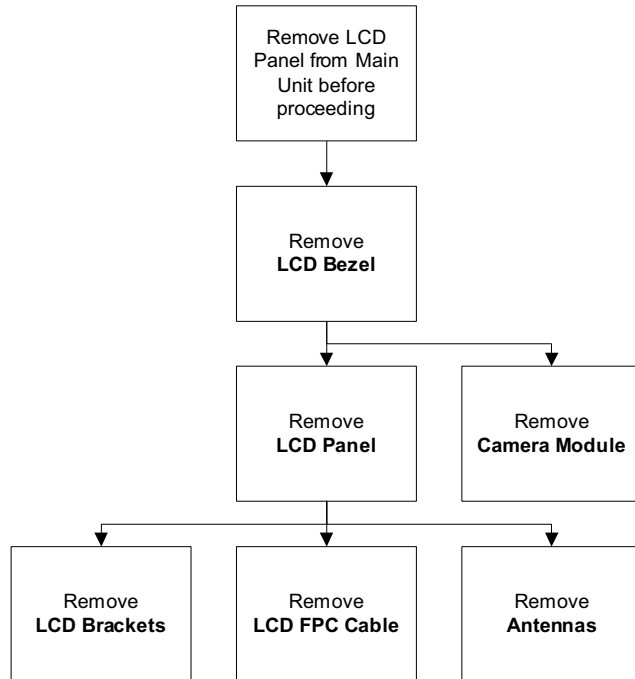 Remove LCD
Panel from Main
Unit before
proceeding
Remove
LCD Bezel
Remove
LCD Panel
Remove
Camera Module
Remove
LCD Brackets
Remove
LCD FPC Cable
Remove
Antennas